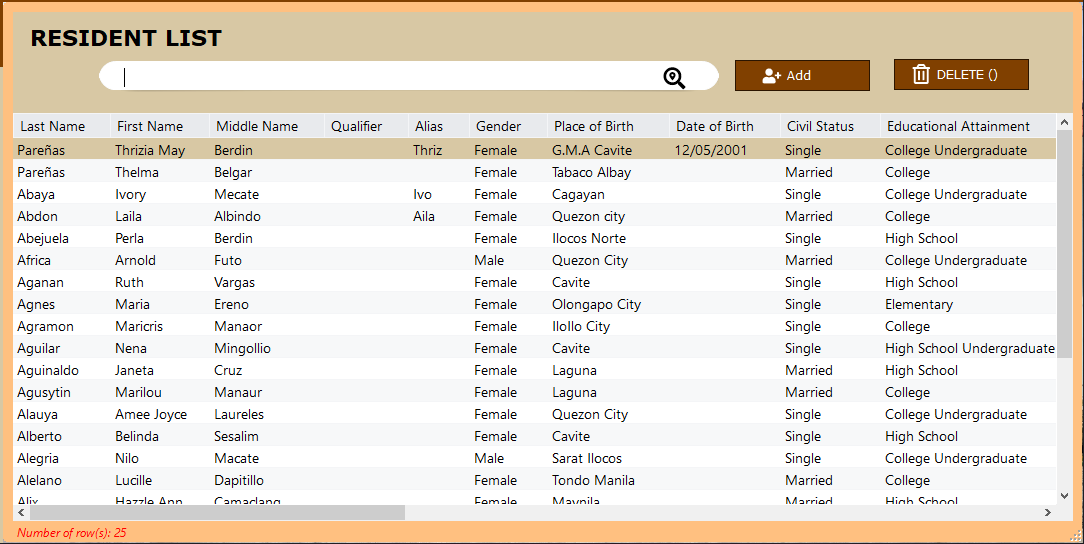 RESIDENT LIST
Add DELETE ()
Last Name First Name Middle Name Qualifier Alias Gender Place of Birth Date of Birth Civil Status Educational Attainment
Pareñas Thrizia May Berdin Thriz Female G.M.A Cavite 12/05/2001 Single College Undergraduate
Pareñas Thelma Belgar Female Tabaco Albay Married College
Abaya Ivory Mecate Ivo Female Cagayan Single College Undergraduate
Abdon Laila Albindo Aila Female Quezon city Married College
Abejuela Perla Berdin Female Ilocos Norte Single High School
Africa Arnold Futo Male Quezon City Married College Undergraduate
Aganan Ruth Vargas Female Cavite Single High School
Agnes Maria Ereno Female Olongapo City Single Elementary
Agramon Maricris Manaor Female IloIlo City Single College
Aguilar Nena Mingollio Female Cavite Single High School Undergraduate
Aguinaldo Janeta Cruz Female Laguna Married High School
Agusytin Marilou Manaur Female Laguna Married College
Alauya Amee Joyce Laureles Female Quezon City Single College Undergraduate
Alberto Belinda Sesalim Female Cavite Single High School
Alegria Nilo Macate Male Sarat Ilocos Single College Undergraduate
Alelano Lucille Dapitillo Female Tondo Manila Married College
Alix Hazzle Ann Camaclang Female Maynila Married High School
Number of row(s): 25